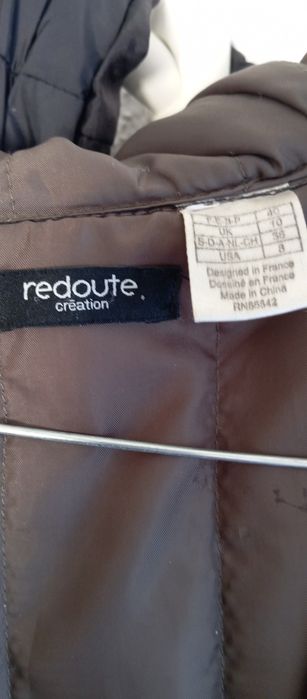 redoute.
création
F-E-N-P 40
UK 10
S-D-A-NL-CH 38
USA 8
Designed in France
Dessiné en France
Made in China
RN88842